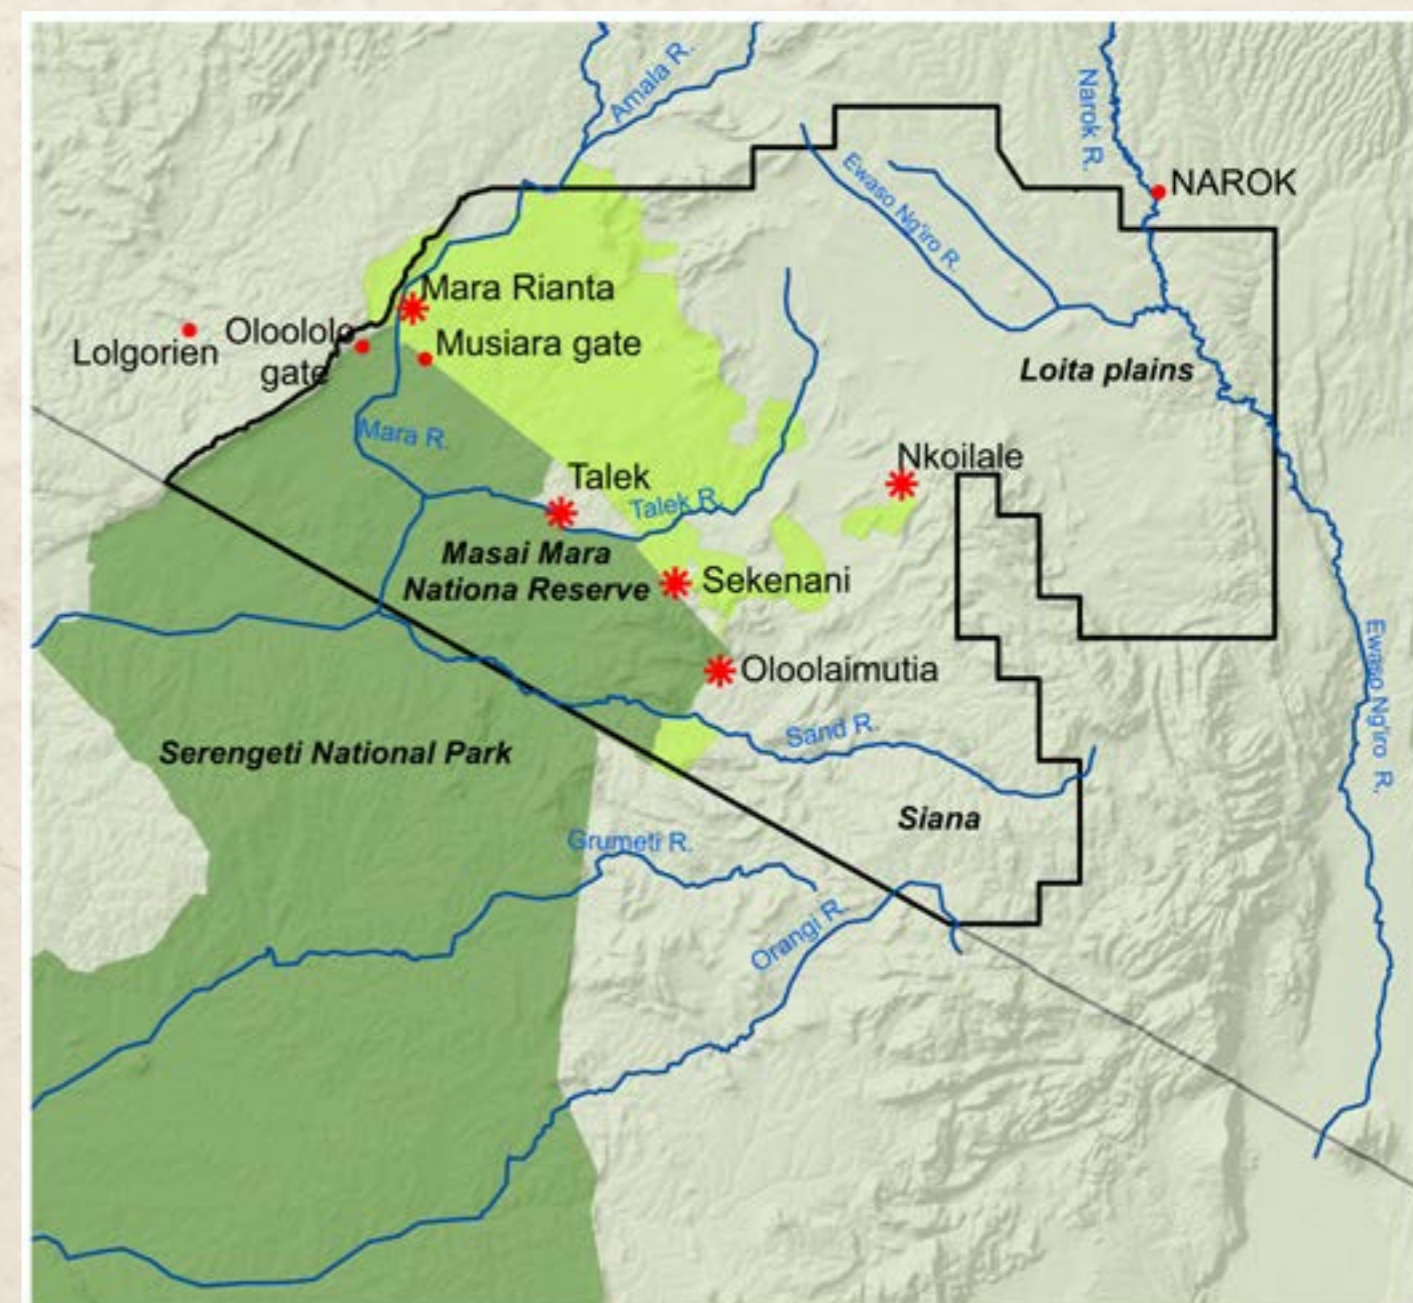 Amala R.
Narok R.
NAROK
Ewaso Ng'iro R.
Mara Rianta
Lolgorien
Oloololo
gate
Musiara gate
Loita plains
Mara R.
Nkoilale
Talek
Talek R.
Masai Mara
Nationa Reserve
Sekenani
Oloolaimutia
Ewaso Ng'iro R.
Sand R.
Serengeti National Park
Siana
Grumeti R.
Orangi R.